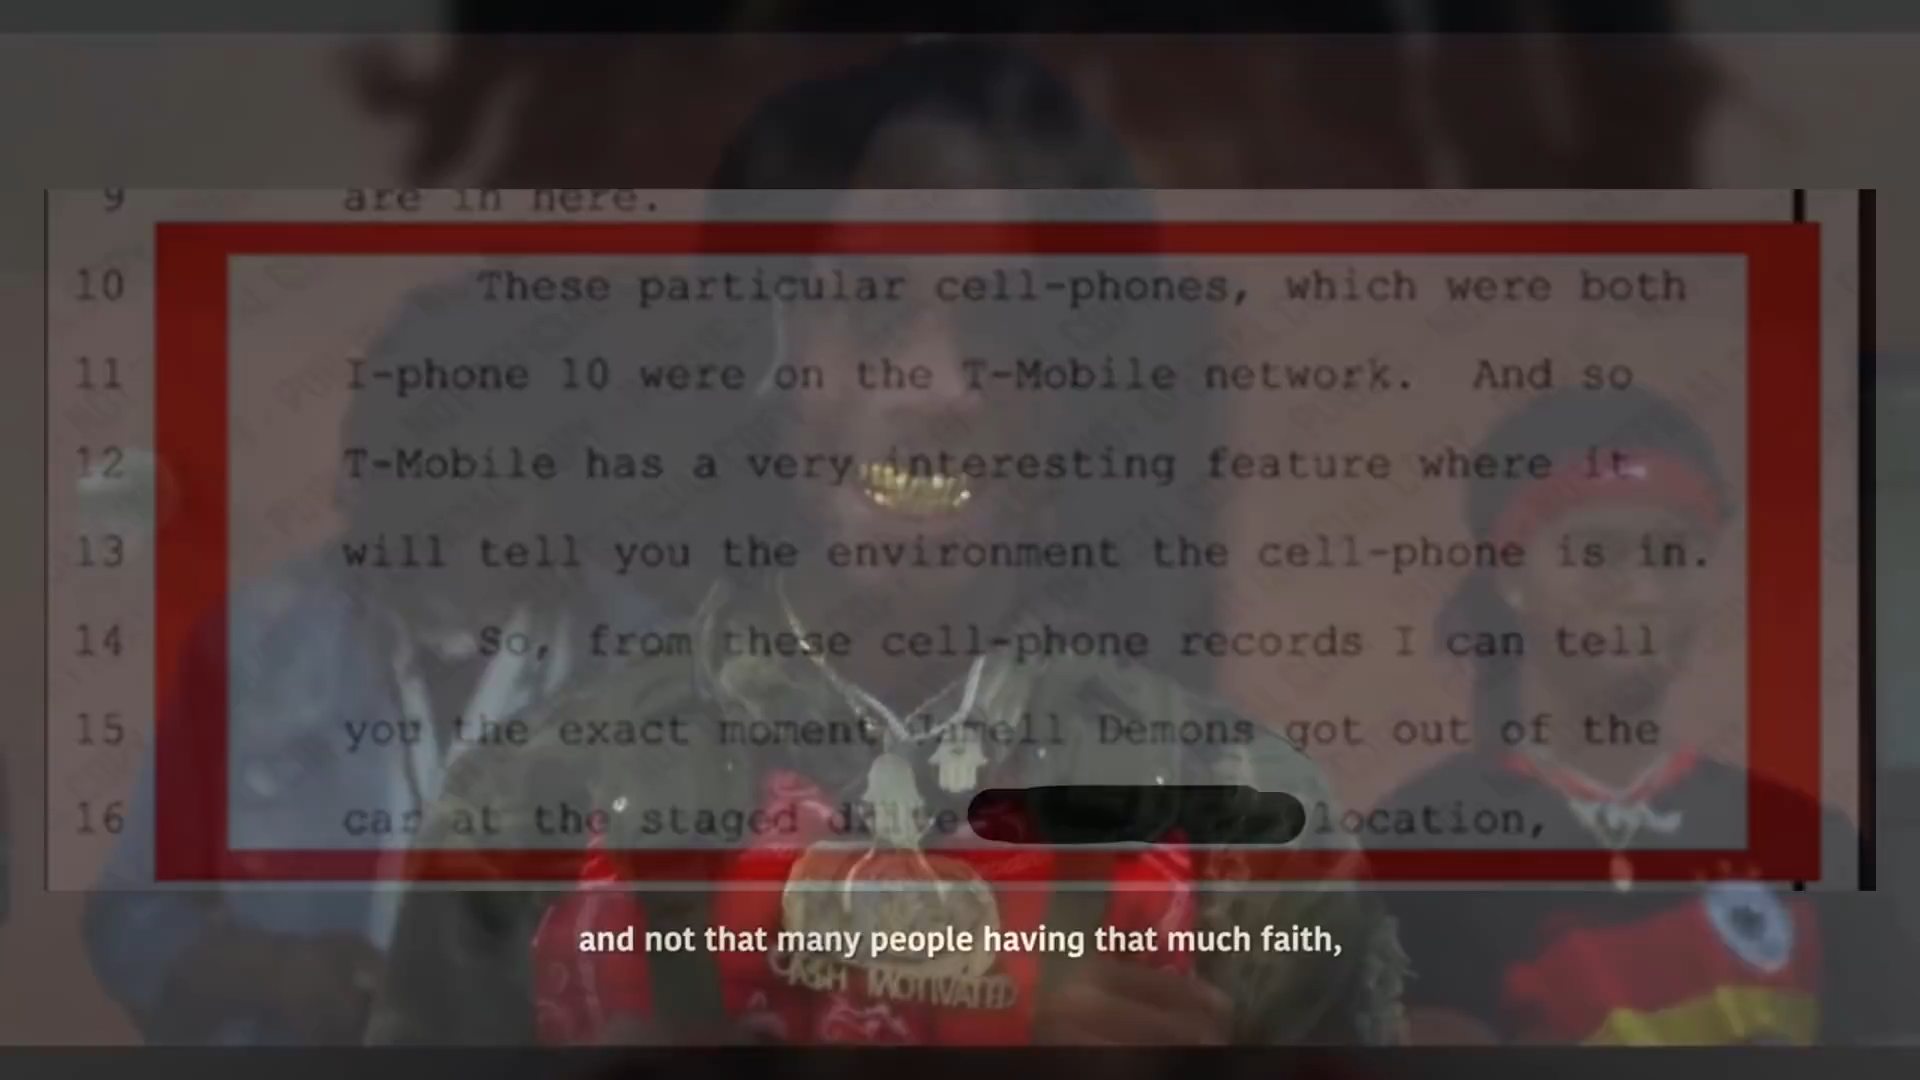 9 are in here.
10 These particular cell-phones, which were both
11 I-phone 10 were on the T-Mobile network. And so
12 T-Mobile has a very interesting feature where it
13 will tell you the environment the cell-phone is in.
14 So, from these cell-phone records I can tell
15 you the exact moment Jamell Demons got out of the
16 car at the staged drive location,
and not that many people having that much faith,
CASH MOTIVATED